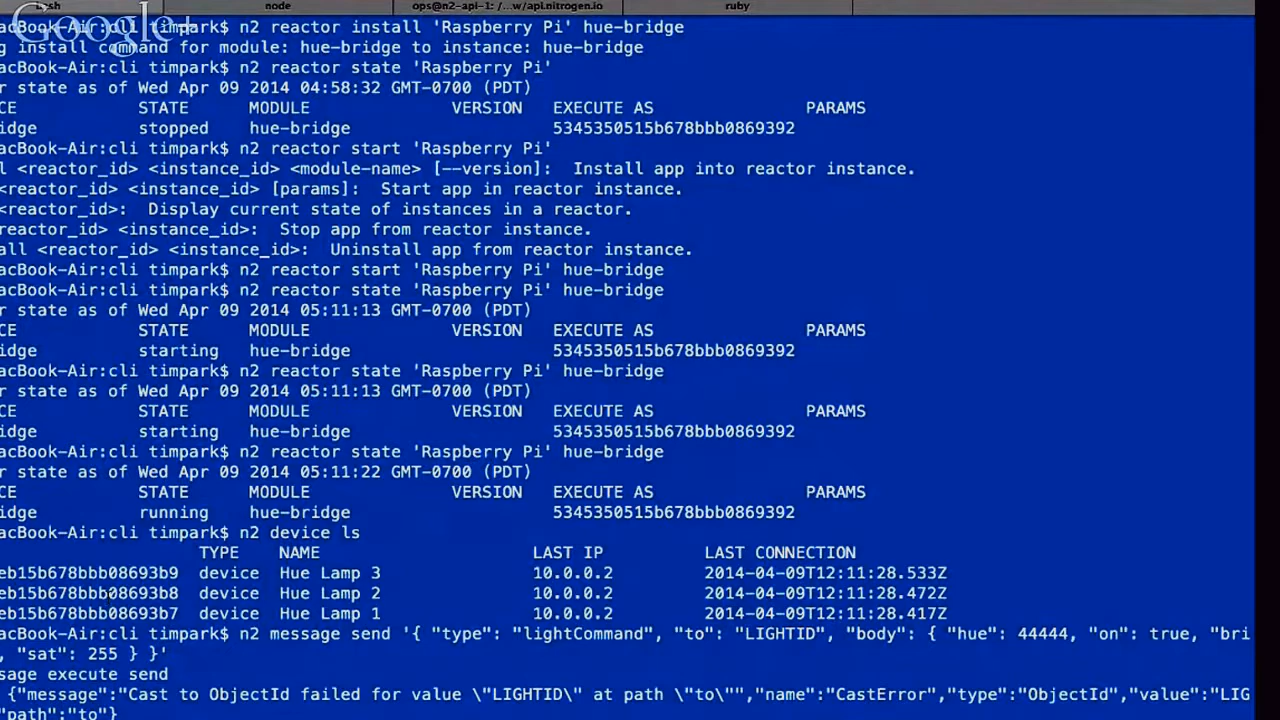 bash node ops@n2-api-1: /...w/api.nitrogen.io ruby
Google+
acBook-Air:cli timpark$ n2 reactor install 'Raspberry Pi' hue-bridge
g install command for module: hue-bridge to instance: hue-bridge
acBook-Air:cli timpark$ n2 reactor state 'Raspberry Pi'
r state as of Wed Apr 09 2014 04:58:32 GMT-0700 (PDT)
CE STATE MODULE VERSION EXECUTE AS PARAMS
idge stopped hue-bridge 5345350515b678bbb0869392
acBook-Air:cli timpark$ n2 reactor start 'Raspberry Pi'
l <reactor_id> <instance_id> <module-name> [--version]: Install app into reactor instance.
<reactor_id> <instance_id> [params]: Start app in reactor instance.
<reactor_id>: Display current state of instances in a reactor.
reactor_id> <instance_id>: Stop app from reactor instance.
all <reactor_id> <instance_id>: Uninstall app from reactor instance.
acBook-Air:cli timpark$ n2 reactor start 'Raspberry Pi' hue-bridge
acBook-Air:cli timpark$ n2 reactor state 'Raspberry Pi' hue-bridge
r state as of Wed Apr 09 2014 05:11:13 GMT-0700 (PDT)
CE STATE MODULE VERSION EXECUTE AS PARAMS
idge starting hue-bridge 5345350515b678bbb0869392
acBook-Air:cli timpark$ n2 reactor state 'Raspberry Pi' hue-bridge
r state as of Wed Apr 09 2014 05:11:13 GMT-0700 (PDT)
CE STATE MODULE VERSION EXECUTE AS PARAMS
idge starting hue-bridge 5345350515b678bbb0869392
acBook-Air:cli timpark$ n2 reactor state 'Raspberry Pi' hue-bridge
r state as of Wed Apr 09 2014 05:11:22 GMT-0700 (PDT)
CE STATE MODULE VERSION EXECUTE AS PARAMS
idge running hue-bridge 5345350515b678bbb0869392
acBook-Air:cli timpark$ n2 device ls
TYPE NAME LAST IP LAST CONNECTION
eb15b678bbb08693b9 device Hue Lamp 3 10.0.0.2 2014-04-09T12:11:28.533Z
eb15b678bbb08693b8 device Hue Lamp 2 10.0.0.2 2014-04-09T12:11:28.472Z
eb15b678bbb08693b7 device Hue Lamp 1 10.0.0.2 2014-04-09T12:11:28.417Z
acBook-Air:cli timpark$ n2 message send '{ "type": "lightCommand", "to": "LIGHTID", "body": { "hue": 44444, "on": true, "bri
, "sat": 255 } }'
sage execute send
{"message":"Cast to ObjectId failed for value \"LIGHTID\" at path \"to\"","name":"CastError","type":"ObjectId","value":"LIG
"path":"to"}